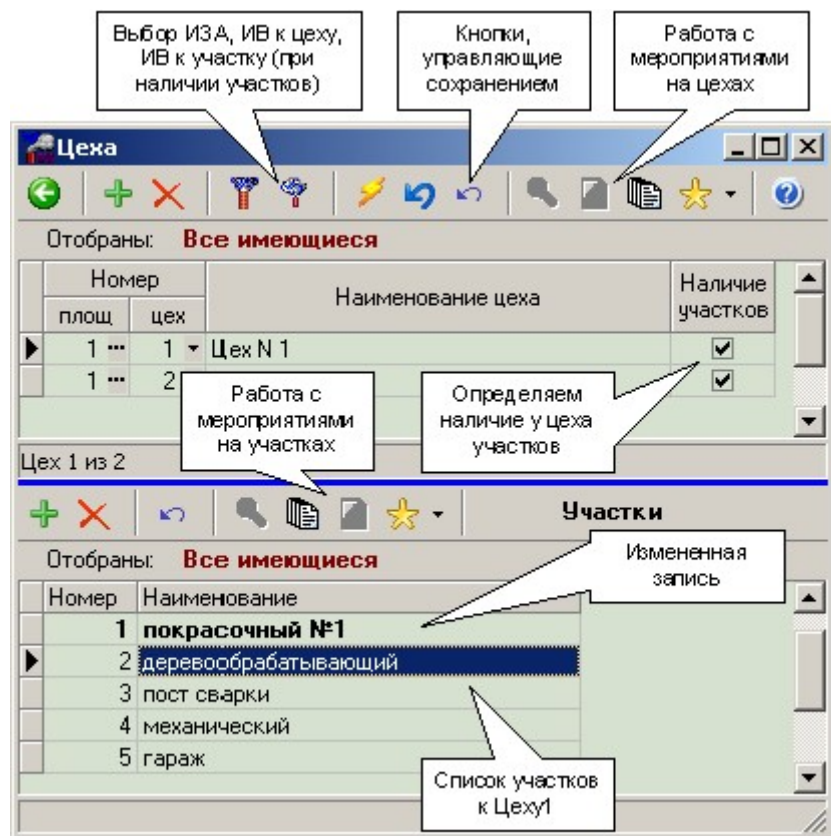 Выбор ИЗА, ИВ к цеху,
ИВ к участку (при
наличии участков)
Кнопки,
управляющие
сохранением
Работа с
мероприятиями
на цехах
Цеха
Отобраны: Все имеющиеся
Номер
площ цех
Наименование цеха
Наличие
участков
1 ... 1 Цех N 1
1 ... 2
Работа с
мероприятиями
на участках
Определяем
наличие у цеха
участков
Цех 1 из 2
Участки
Отобраны: Все имеющиеся
Измененная
запись
Номер Наименование
1 покрасочный №1
2 деревообрабатывающий
3 пост сварки
4 механический
5 гараж
Список участков
к Цеху1